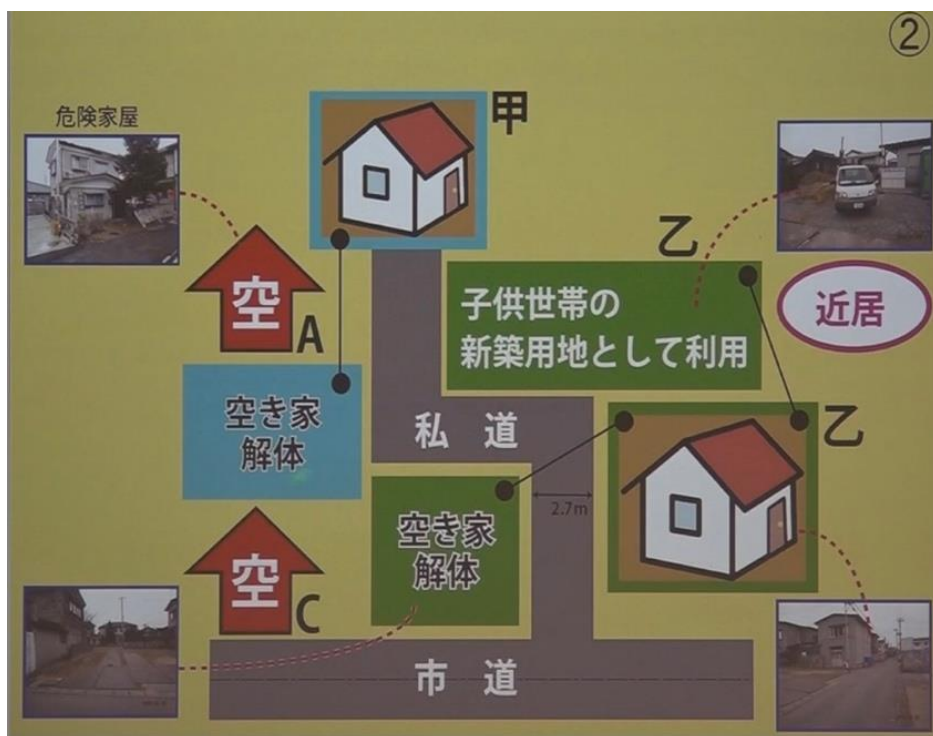 ②
危険家屋
甲
乙
空
A
子供世帯の
新築用地として利用
近居
空き家
解体
私 道
乙
2.7m
空き家
解体
空
C
市 道